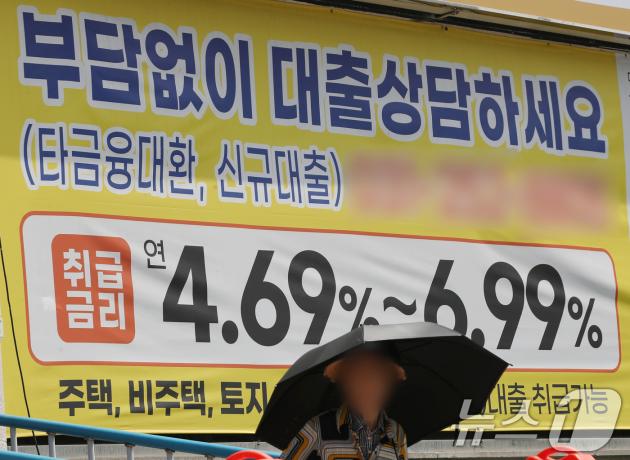 부담없이 대출상담하세요
(타금융대환, 신규대출)
취급금리 연 4.69%~6.99%
주택, 비주택, 토지 대출 취급가능
뉴스1